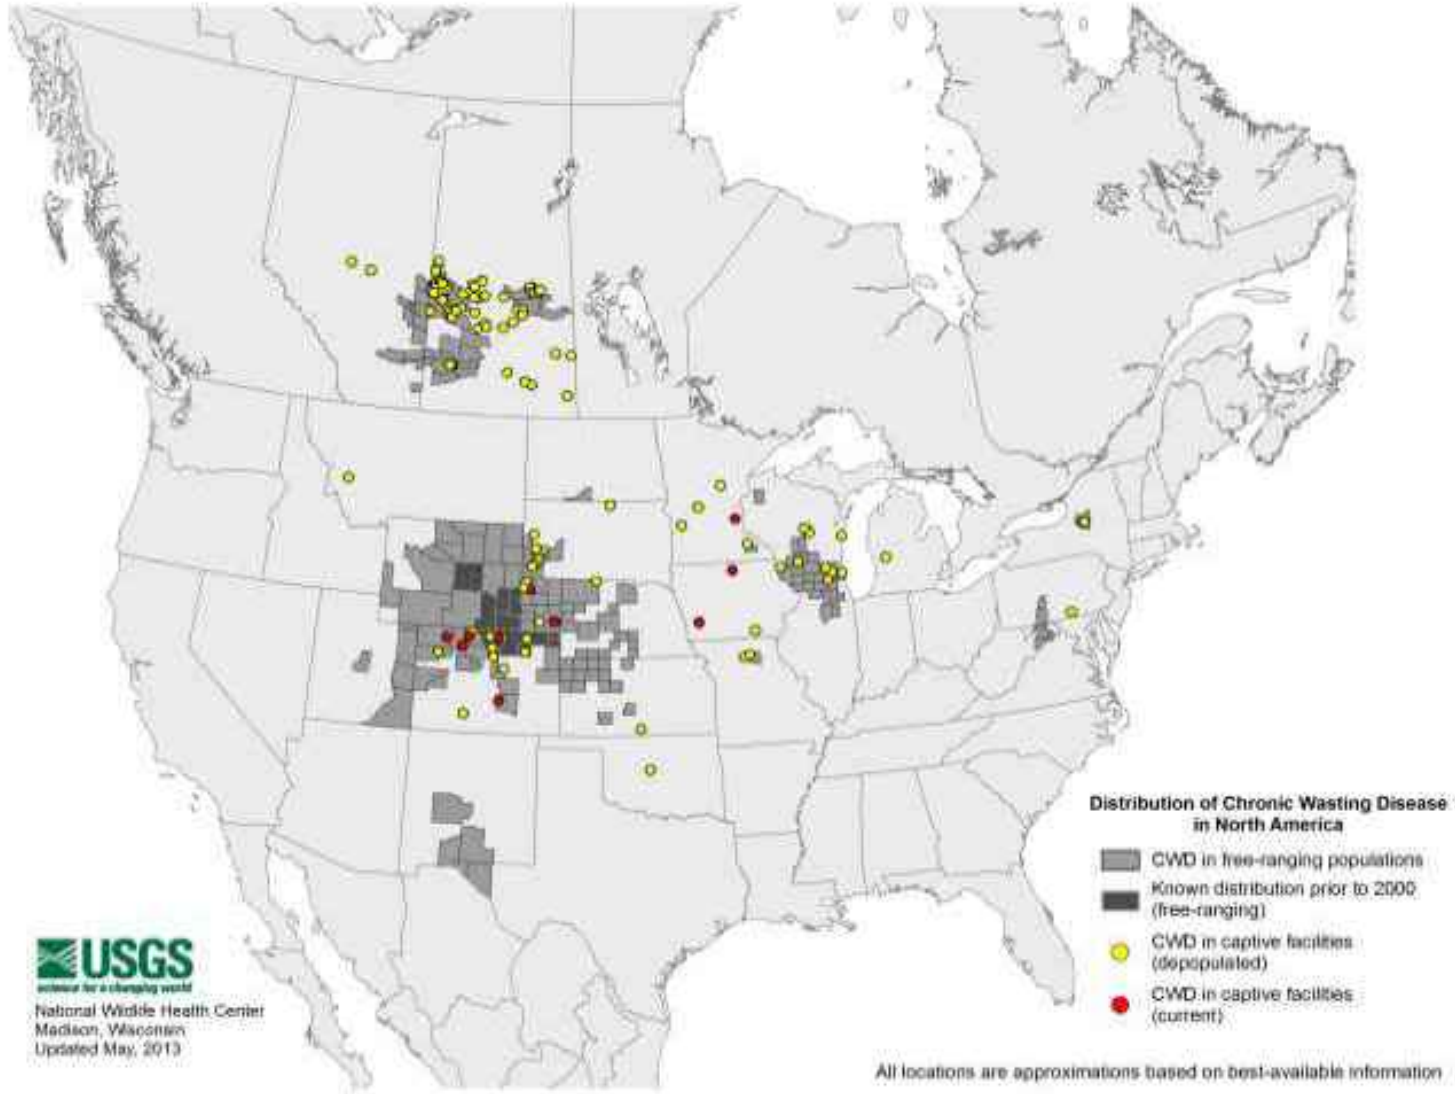 Distribution of Chronic Wasting Disease
in North America
CWD in free-ranging populations
Known distribution prior to 2000
(free-ranging)
CWD in captive facilities
(depopulated)
CWD in captive facilities
(current)
USGS
science for a changing world
National Wildlife Health Center
Madison, Wisconsin
Updated May, 2013
All locations are approximations based on best-available information